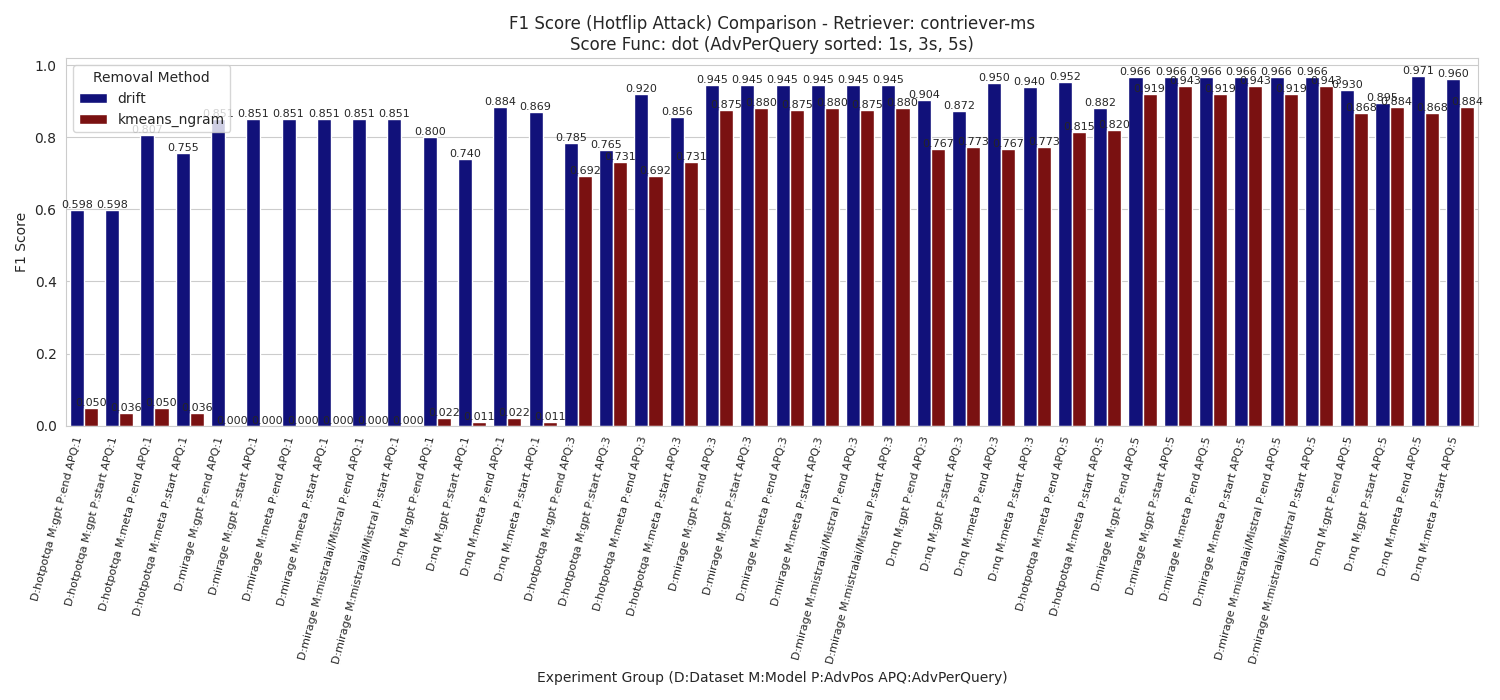 F1 Score (Hotflip Attack) Comparison - Retriever: contriever-ms
Score Func: dot (AdvPerQuery sorted: 1s, 3s, 5s)
Removal Method
drift
kmeans_ngram
F1 Score
1.0
0.8
0.6
0.4
0.2
0.0
0.598
0.050
0.598
0.036
0.807
0.050
0.755
0.036
0.851
0.000
0.851
0.000
0.851
0.000
0.851
0.000
0.851
0.000
0.851
0.000
0.800
0.022
0.740
0.011
0.884
0.022
0.869
0.011
0.785
0.692
0.765
0.731
0.920
0.692
0.856
0.731
0.945
0.875
0.945
0.880
0.945
0.875
0.945
0.880
0.945
0.875
0.945
0.880
0.904
0.767
0.872
0.773
0.950
0.767
0.940
0.773
0.952
0.815
0.882
0.820
0.966
0.919
0.966
0.943
0.966
0.919
0.966
0.943
0.966
0.919
0.966
0.943
0.930
0.868
0.895
0.884
0.971
0.868
0.960
0.884
D:hotpotqa M:gpt P:end APQ:1
D:hotpotqa M:gpt P:start APQ:1
D:hotpotqa M:meta P:end APQ:1
D:hotpotqa M:meta P:start APQ:1
D:mirage M:gpt P:end APQ:1
D:mirage M:gpt P:start APQ:1
D:mirage M:meta P:end APQ:1
D:mirage M:meta P:start APQ:1
D:mirage M:mistralai/Mistral P:end APQ:1
D:mirage M:mistralai/Mistral P:start APQ:1
D:nq M:gpt P:end APQ:1
D:nq M:gpt P:start APQ:1
D:nq M:meta P:end APQ:1
D:nq M:meta P:start APQ:1
D:hotpotqa M:gpt P:end APQ:3
D:hotpotqa M:gpt P:start APQ:3
D:hotpotqa M:meta P:end APQ:3
D:hotpotqa M:meta P:start APQ:3
D:mirage M:gpt P:end APQ:3
D:mirage M:gpt P:start APQ:3
D:mirage M:meta P:end APQ:3
D:mirage M:meta P:start APQ:3
D:mirage M:mistralai/Mistral P:end APQ:3
D:mirage M:mistralai/Mistral P:start APQ:3
D:nq M:gpt P:end APQ:3
D:nq M:gpt P:start APQ:3
D:nq M:meta P:end APQ:3
D:nq M:meta P:start APQ:3
D:hotpotqa M:meta P:end APQ:5
D:hotpotqa M:meta P:start APQ:5
D:mirage M:gpt P:end APQ:5
D:mirage M:gpt P:start APQ:5
D:mirage M:meta P:end APQ:5
D:mirage M:meta P:start APQ:5
D:mirage M:mistralai/Mistral P:end APQ:5
D:mirage M:mistralai/Mistral P:start APQ:5
D:nq M:gpt P:end APQ:5
D:nq M:gpt P:start APQ:5
D:nq M:meta P:end APQ:5
D:nq M:meta P:start APQ:5
Experiment Group (D:Dataset M:Model P:AdvPos APQ:AdvPerQuery)